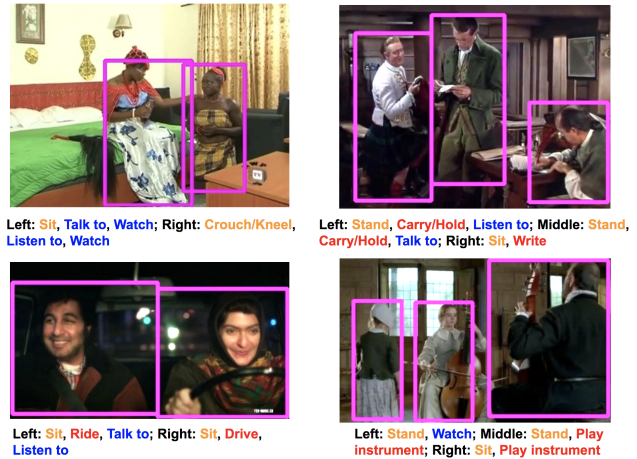 Left: Sit, Talk to, Watch; Right: Crouch/Kneel,
Listen to, Watch
Left: Stand, Carry/Hold, Listen to; Middle: Stand,
Carry/Hold, Talk to; Right: Sit, Write
Left: Sit, Ride, Talk to; Right: Sit, Drive,
Listen to
Left: Stand, Watch; Middle: Stand, Play
instrument; Right: Sit, Play instrument